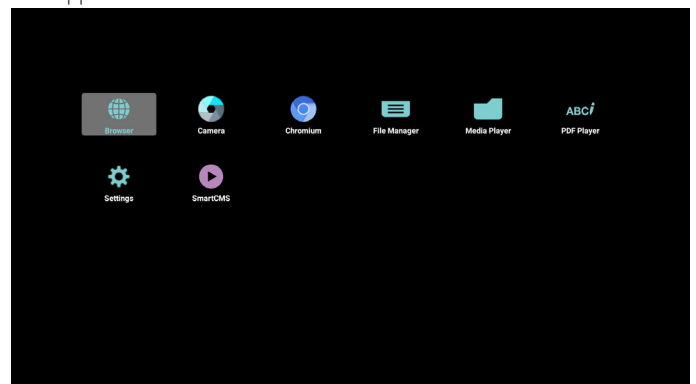 Browser
Camera
Chromium
File Manager
Media Player
ABCi
PDF Player
Settings
SmartCMS